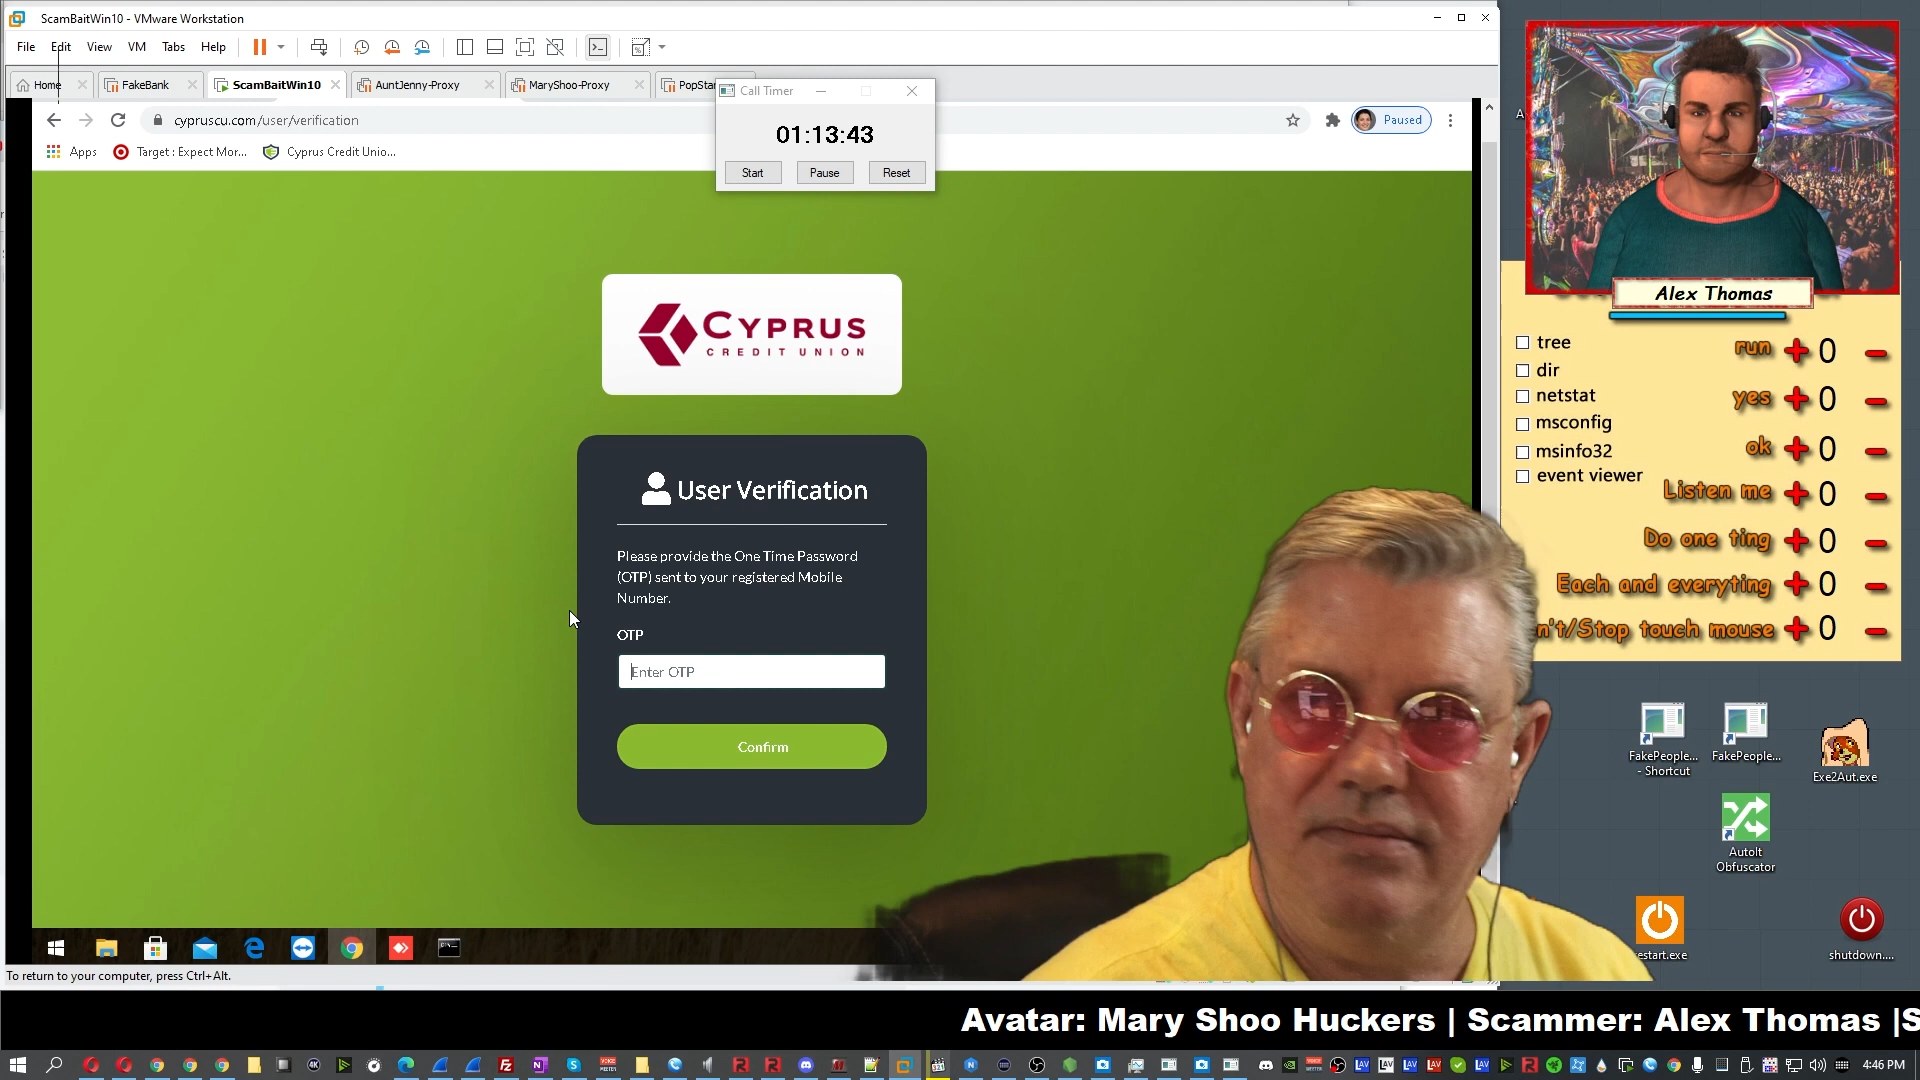 ScamBaitWin10 - VMware Workstation
File Edit View VM Tabs Help
Home FakeBank ScamBaitWin10 AuntJenny-Proxy MaryShoo-Proxy PopSta
Call Timer
01:13:43
Start Pause Reset
cypruscu.com/user/verification
Paused
Apps Target : Expect Mor... Cyprus Credit Unio...
CYPRUS
CREDIT UNION
User Verification
Please provide the One Time Password
(OTP) sent to your registered Mobile
Number.
OTP
Enter OTP
Confirm
To return to your computer, press Ctrl+Alt.
Alex Thomas
tree
dir
netstat
msconfig
msinfo32
event viewer
run + 0 -
yes + 0 -
ok + 0 -
Listen me + 0 -
Do one ting + 0 -
Each and everyting + 0 -
n't/Stop touch mouse + 0 -
FakePeople...
- Shortcut
FakePeople...
Exe2Aut.exe
AutoIt
Obfuscator
estart.exe
shutdown....
Avatar: Mary Shoo Huckers | Scammer: Alex Thomas |S
4:46 PM